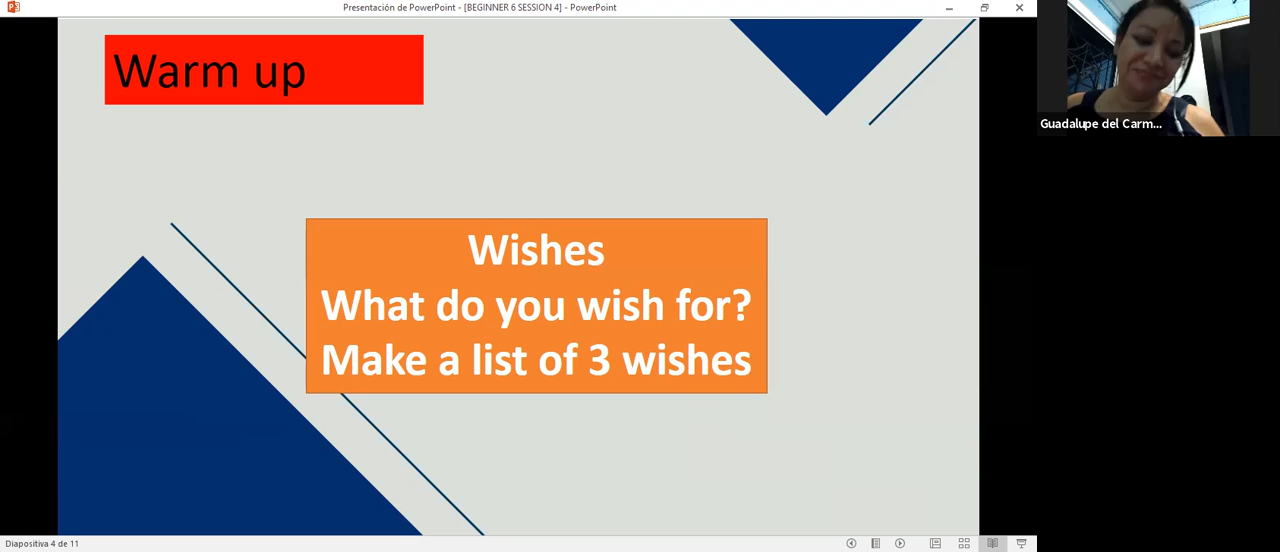 Presentación de PowerPoint - [BEGINNER 6 SESSION 4] - PowerPoint
Warm up
Guadalupe del Carm...
Wishes
What do you wish for?
Make a list of 3 wishes
Diapositiva 4 de 11